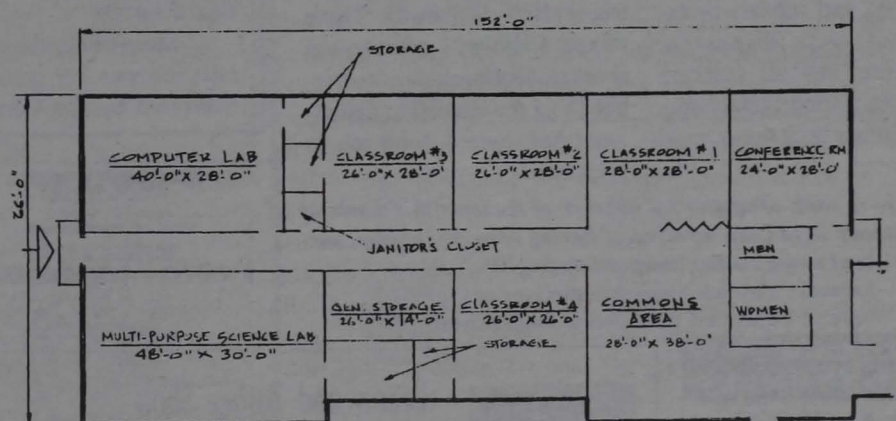 152'-0"
STORAGE
COMPUTER LAB
40'-0" X 28'-0"
CLASSROOM #3
26'-0" X 28'-0"
CLASSROOM #2
26'-0" X 28'-0"
CLASSROOM #1
28'-0" X 28'-0"
CONFERENCE RM
24'-0" X 28'-0"
JANITOR'S CLOSET
MEN
WOMEN
GEN. STORAGE
26'-0" X 14'-0"
CLASSROOM #4
26'-0" X 26'-0"
COMMONS
AREA
28'-0" X 38'-0"
MULTI-PURPOSE SCIENCE LAB
48'-0" X 30'-0"
STORAGE